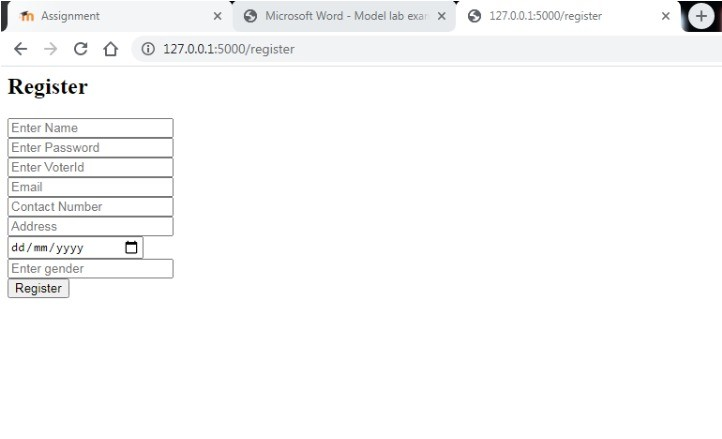 Assignment
Microsoft Word - Model lab exar
127.0.0.1:5000/register
127.0.0.1:5000/register
Register
Enter Name
Enter Password
Enter VoterId
Email
Contact Number
Address
dd/mm/yyyy
Enter gender
Register